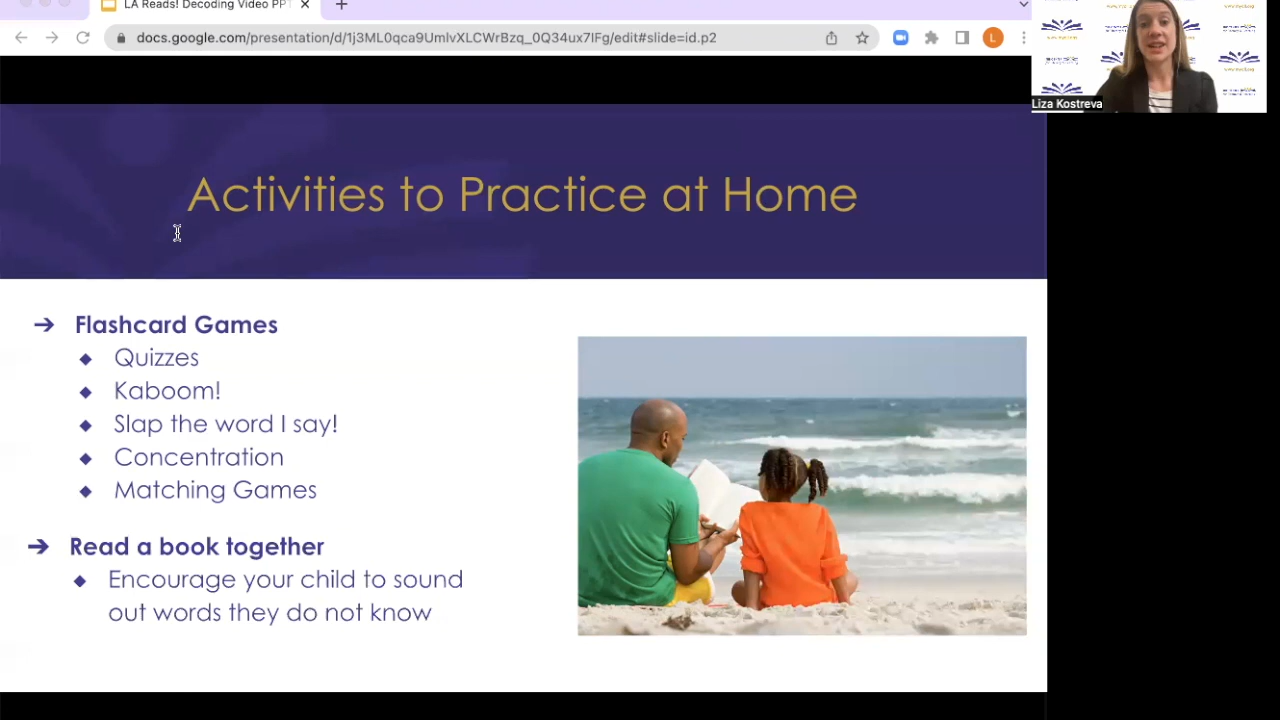 LA Reads! Decoding Video PPT
docs.google.com/presentation/d/1j3ML0qca9UmlvXLCWrBzq_0Q34ux7IFg/edit#slide=id.p2
L
Liza Kostreva
Activities to Practice at Home
➔ Flashcard Games
◆ Quizzes
◆ Kaboom!
◆ Slap the word I say!
◆ Concentration
◆ Matching Games
➔ Read a book together
◆ Encourage your child to sound
out words they do not know